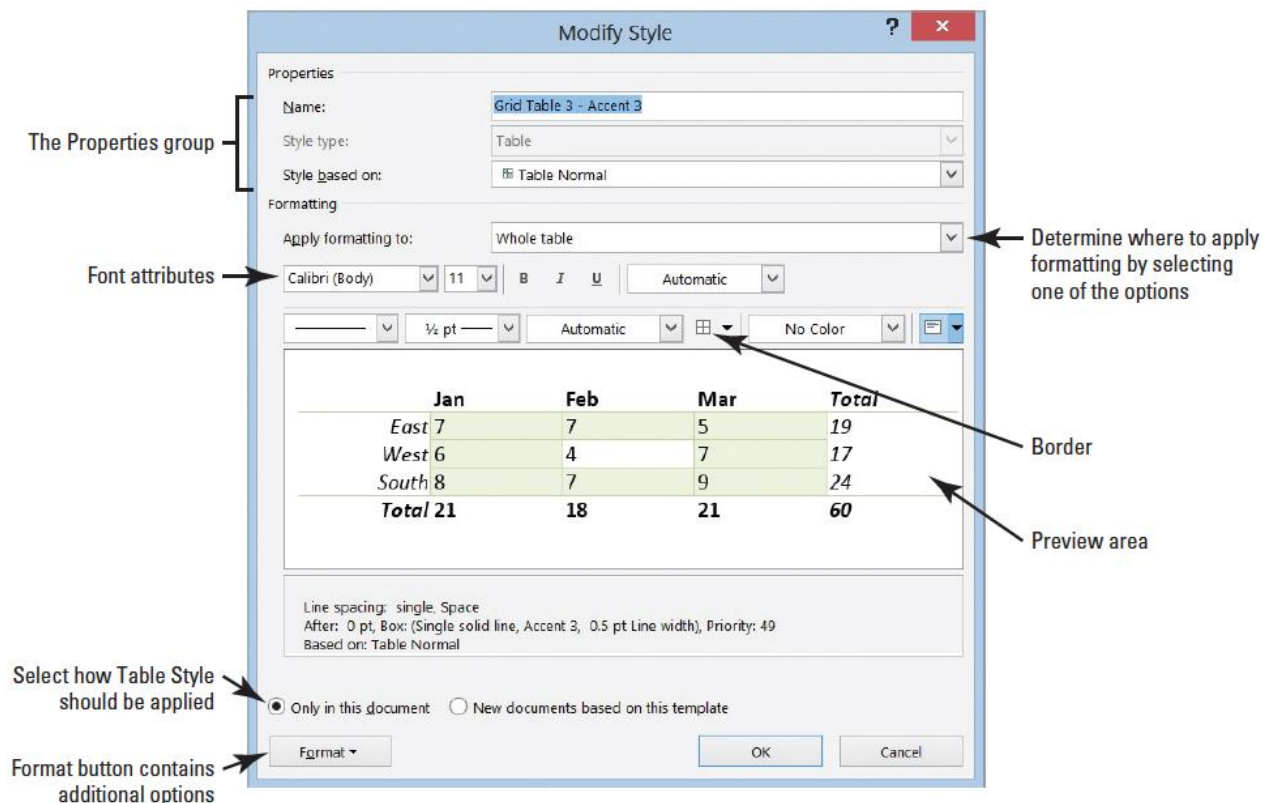 Modify Style
?
×
Properties
The Properties group
Name:
Grid Table 3 - Accent 3
Style type:
Table
Style based on:
Table Normal
Formatting
Apply formatting to:
Whole table
Determine where to apply
formatting by selecting
one of the options
Font attributes
Calibri (Body)
11
B I U
Automatic
½ pt
Automatic
No Color
Jan Feb Mar Total
East 7 7 5 19
West 6 4 7 17
South 8 7 9 24
Total 21 18 21 60
Border
Preview area
Line spacing: single, Space
After: 0 pt, Box: (Single solid line, Accent 3, 0.5 pt Line width), Priority: 49
Based on: Table Normal
Select how Table Style
should be applied
Only in this document
New documents based on this template
Format
OK
Cancel
Format button contains
additional options